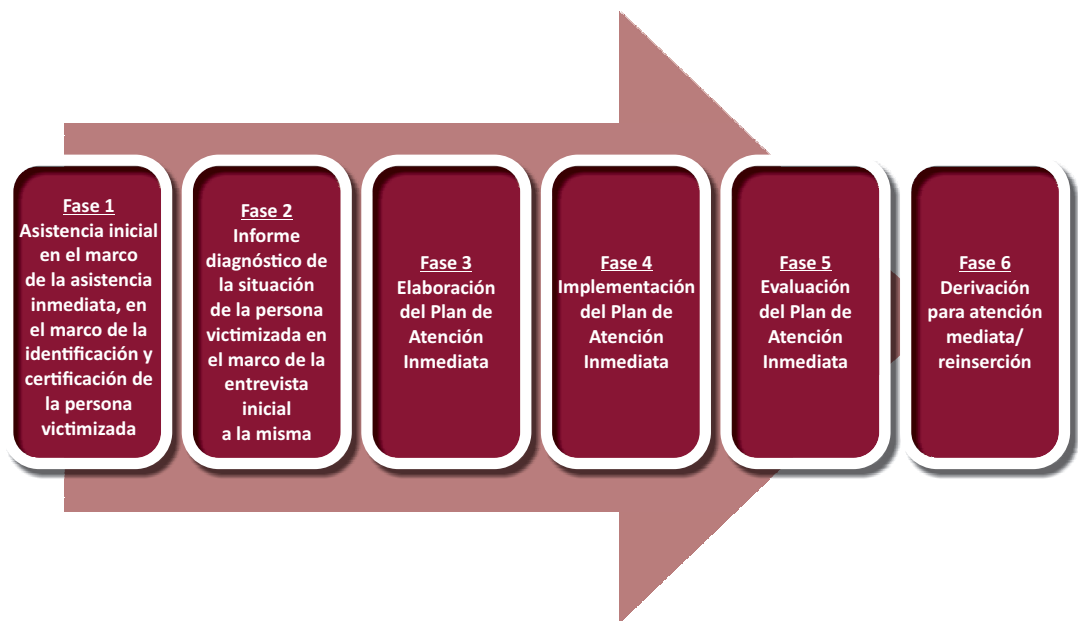 Fase 1
Asistencia inicial
en el marco
de la asistencia
inmediata, en
el marco de la
identificación y
certificación de
la persona
victimizada
Fase 2
Informe
diagnóstico de
la situación
de la persona
victimizada en
el marco de la
entrevista
inicial
a la misma
Fase 3
Elaboración
del Plan de
Atención
Inmediata
Fase 4
Implementación
del Plan de
Atención
Inmediata
Fase 5
Evaluación
del Plan de
Atención
Inmediata
Fase 6
Derivación
para atención
mediata/
reinserción